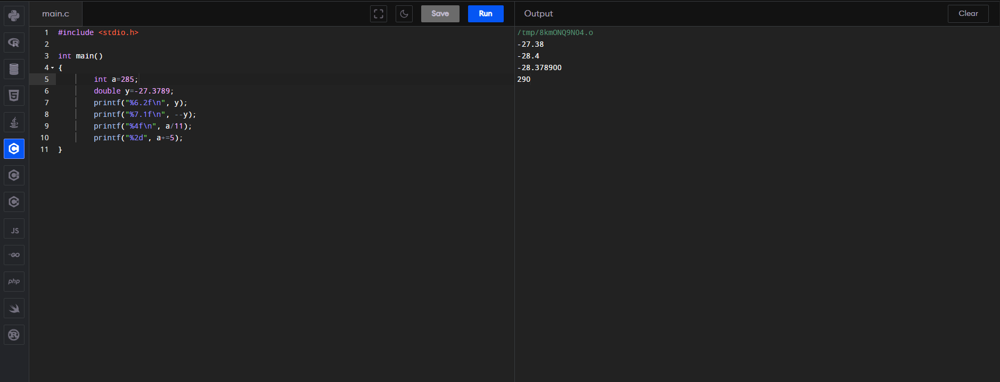 main.c
Save
Run
Output
Clear
1 #include <stdio.h>
2
3 int main()
4 {
5 int a=285;
6 double y=-27.3789;
7 printf("%6.2f\n", y);
8 printf("%7.1f\n", --y);
9 printf("%4f\n", a/11);
10 printf("%2d", a+=5);
11 }
/tmp/8kmONQ9NO4.o
-27.38
-28.4
-28.378900
290
R
5
C
C
C
JS
GO
php
R